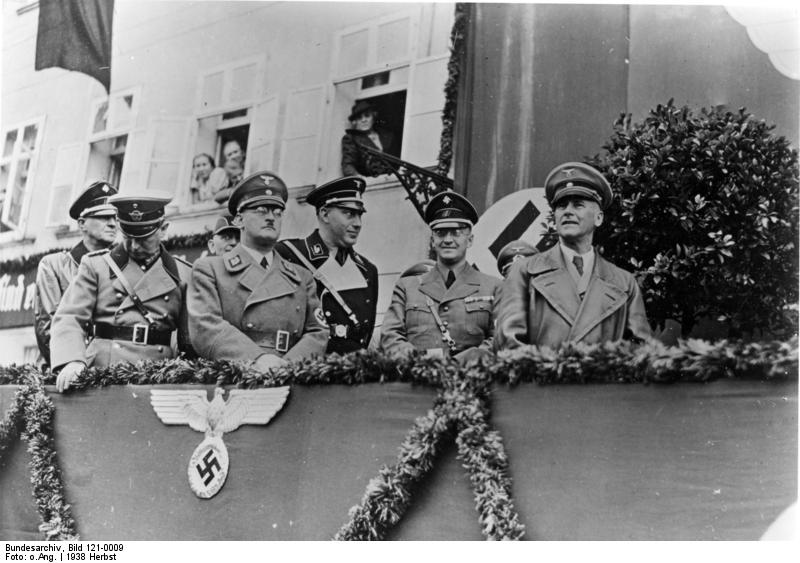 Bundesarchiv, Bild 121-0009
Foto: o.Ang. | 1938 Herbst